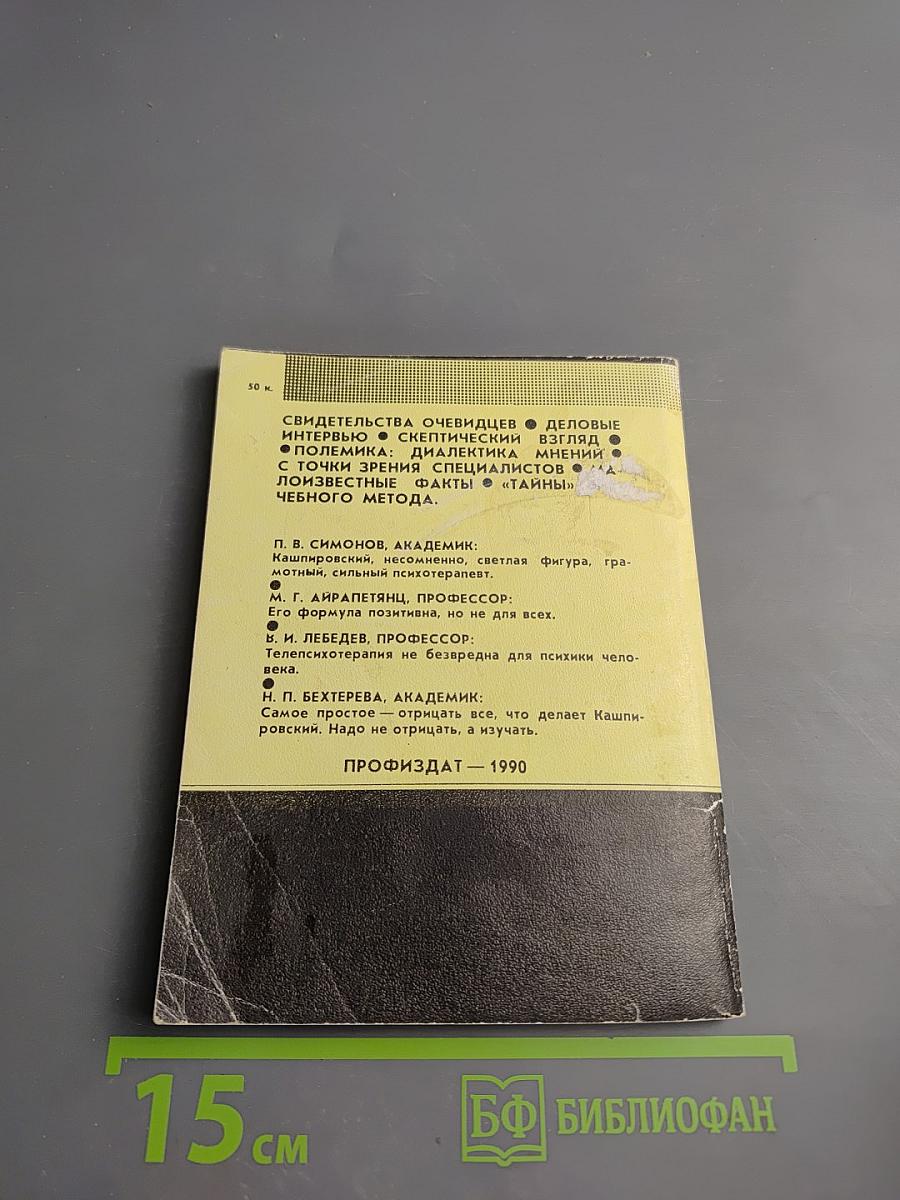 50 к.
СВИДЕТЕЛЬСТВА ОЧЕВИДЦЕВ ● ДЕЛОВЫЕ
ИНТЕРВЬЮ ● СКЕПТИЧЕСКИЙ ВЗГЛЯД ●
● ПОЛЕМИКА: ДИАЛЕКТИКА МНЕНИЙ ●
С ТОЧКИ ЗРЕНИЯ СПЕЦИАЛИСТОВ ●
ЛОИЗВЕСТНЫЕ ФАКТЫ ● «ТАЙНЫ»
ЧЕБНОГО МЕТОДА.
П. В. СИМОНОВ, АКАДЕМИК:
Кашпировский, несомненно, светлая фигура, гра-
мотный, сильный психотерапевт.
●
М. Г. АЙРАПЕТЯНЦ, ПРОФЕССОР:
Его формула позитивна, но не для всех.
●
В. И. ЛЕБЕДЕВ, ПРОФЕССОР:
Телепсихотерапия не безвредна для психики чело-
века.
●
Н. П. БЕХТЕРЕВА, АКАДЕМИК:
Самое простое — отрицать все, что делает Кашпи-
ровский. Надо не отрицать, а изучать.
ПРОФИЗДАТ — 1990
15 см
БФ БИБЛИОФАН